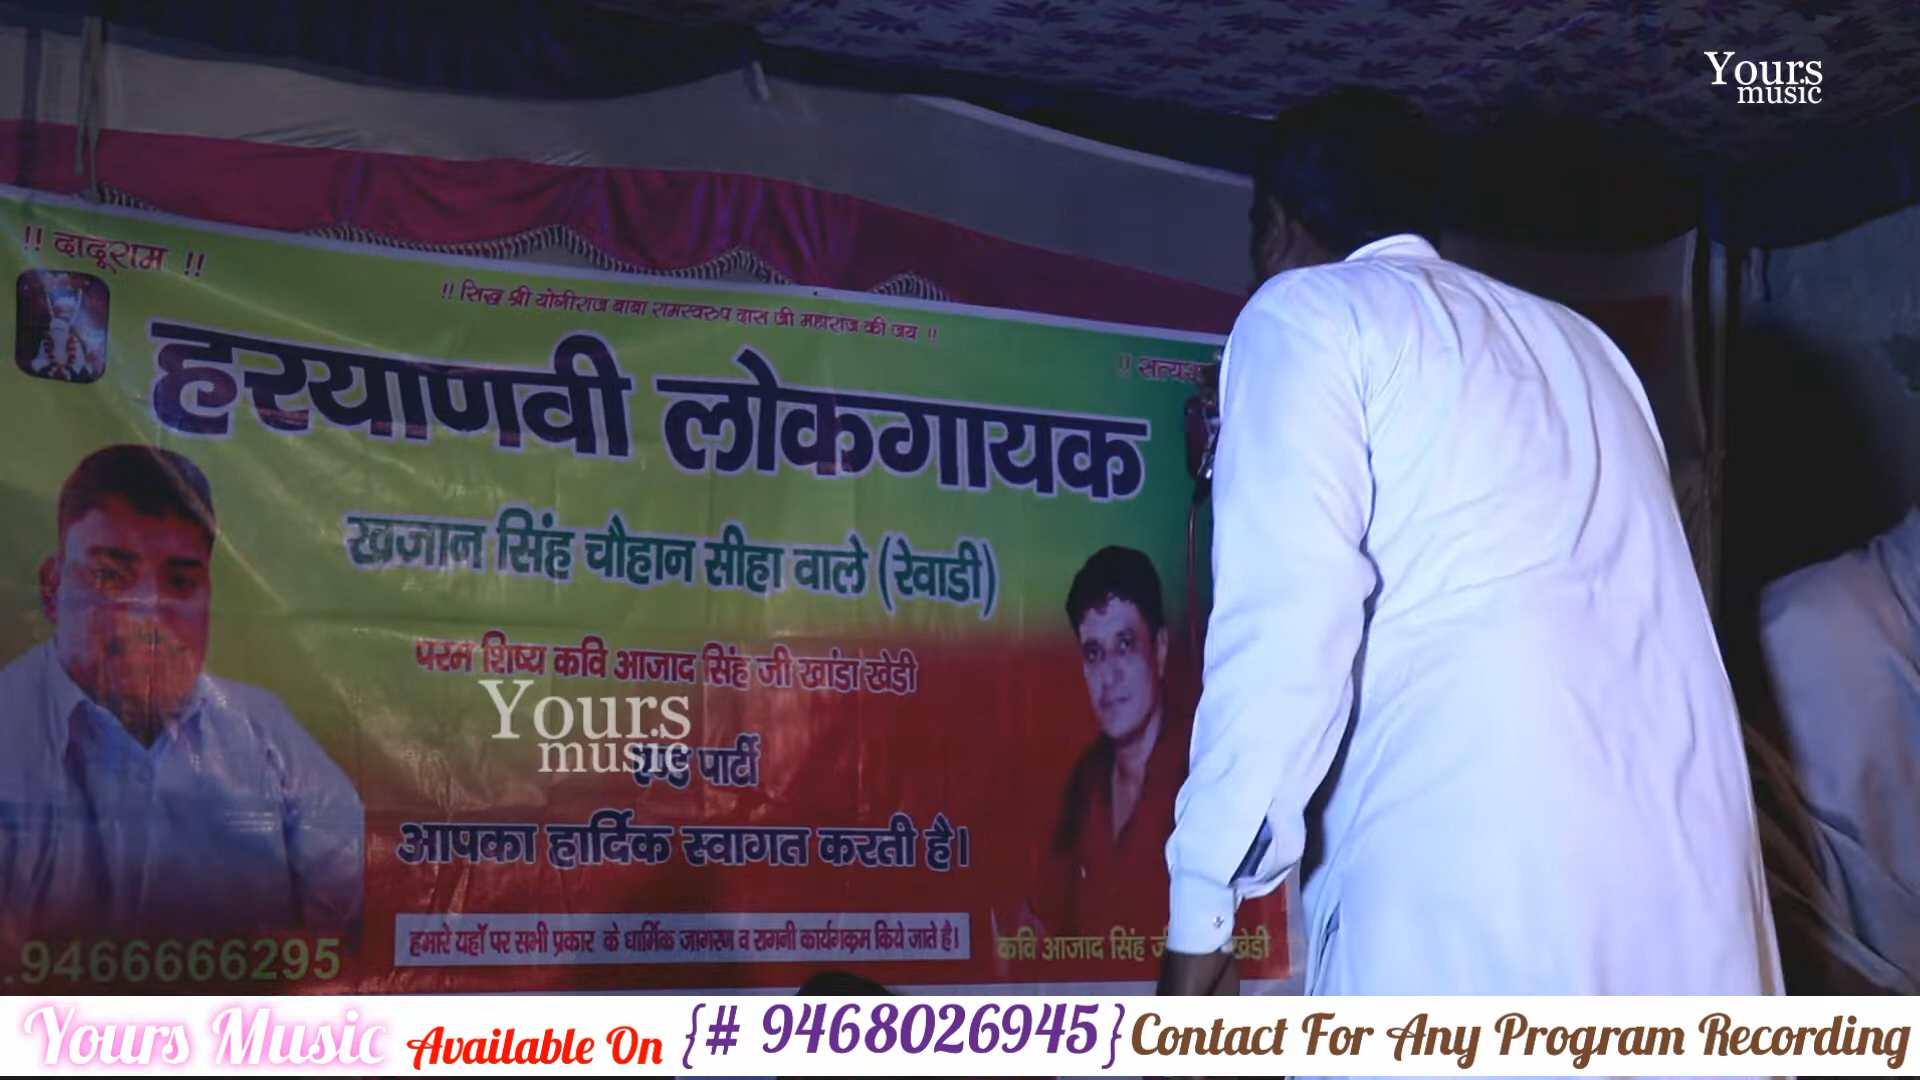 Yours
music
!! दादूराम !!
!! सिद्ध श्री योगीराज बाबा रामस्वरुप दास जी महाराज की जय !!
हरयाणवी लोकगायक
खजान सिंह चौहान सीहा वाले (रेवाडी)
परम शिष्य कवि आजाद सिंह जी खांडा खेडी
Yours
music
एण्ड पार्टी
आपका हार्दिक स्वागत करती है।
हमारे यहाँ पर सभी प्रकार के धार्मिक जागरण व रागनी कार्यगक्रम किये जाते है।
.9466666295
कवि आजाद सिंह
Yours Music Available On {# 9468026945} Contact For Any Program Recording